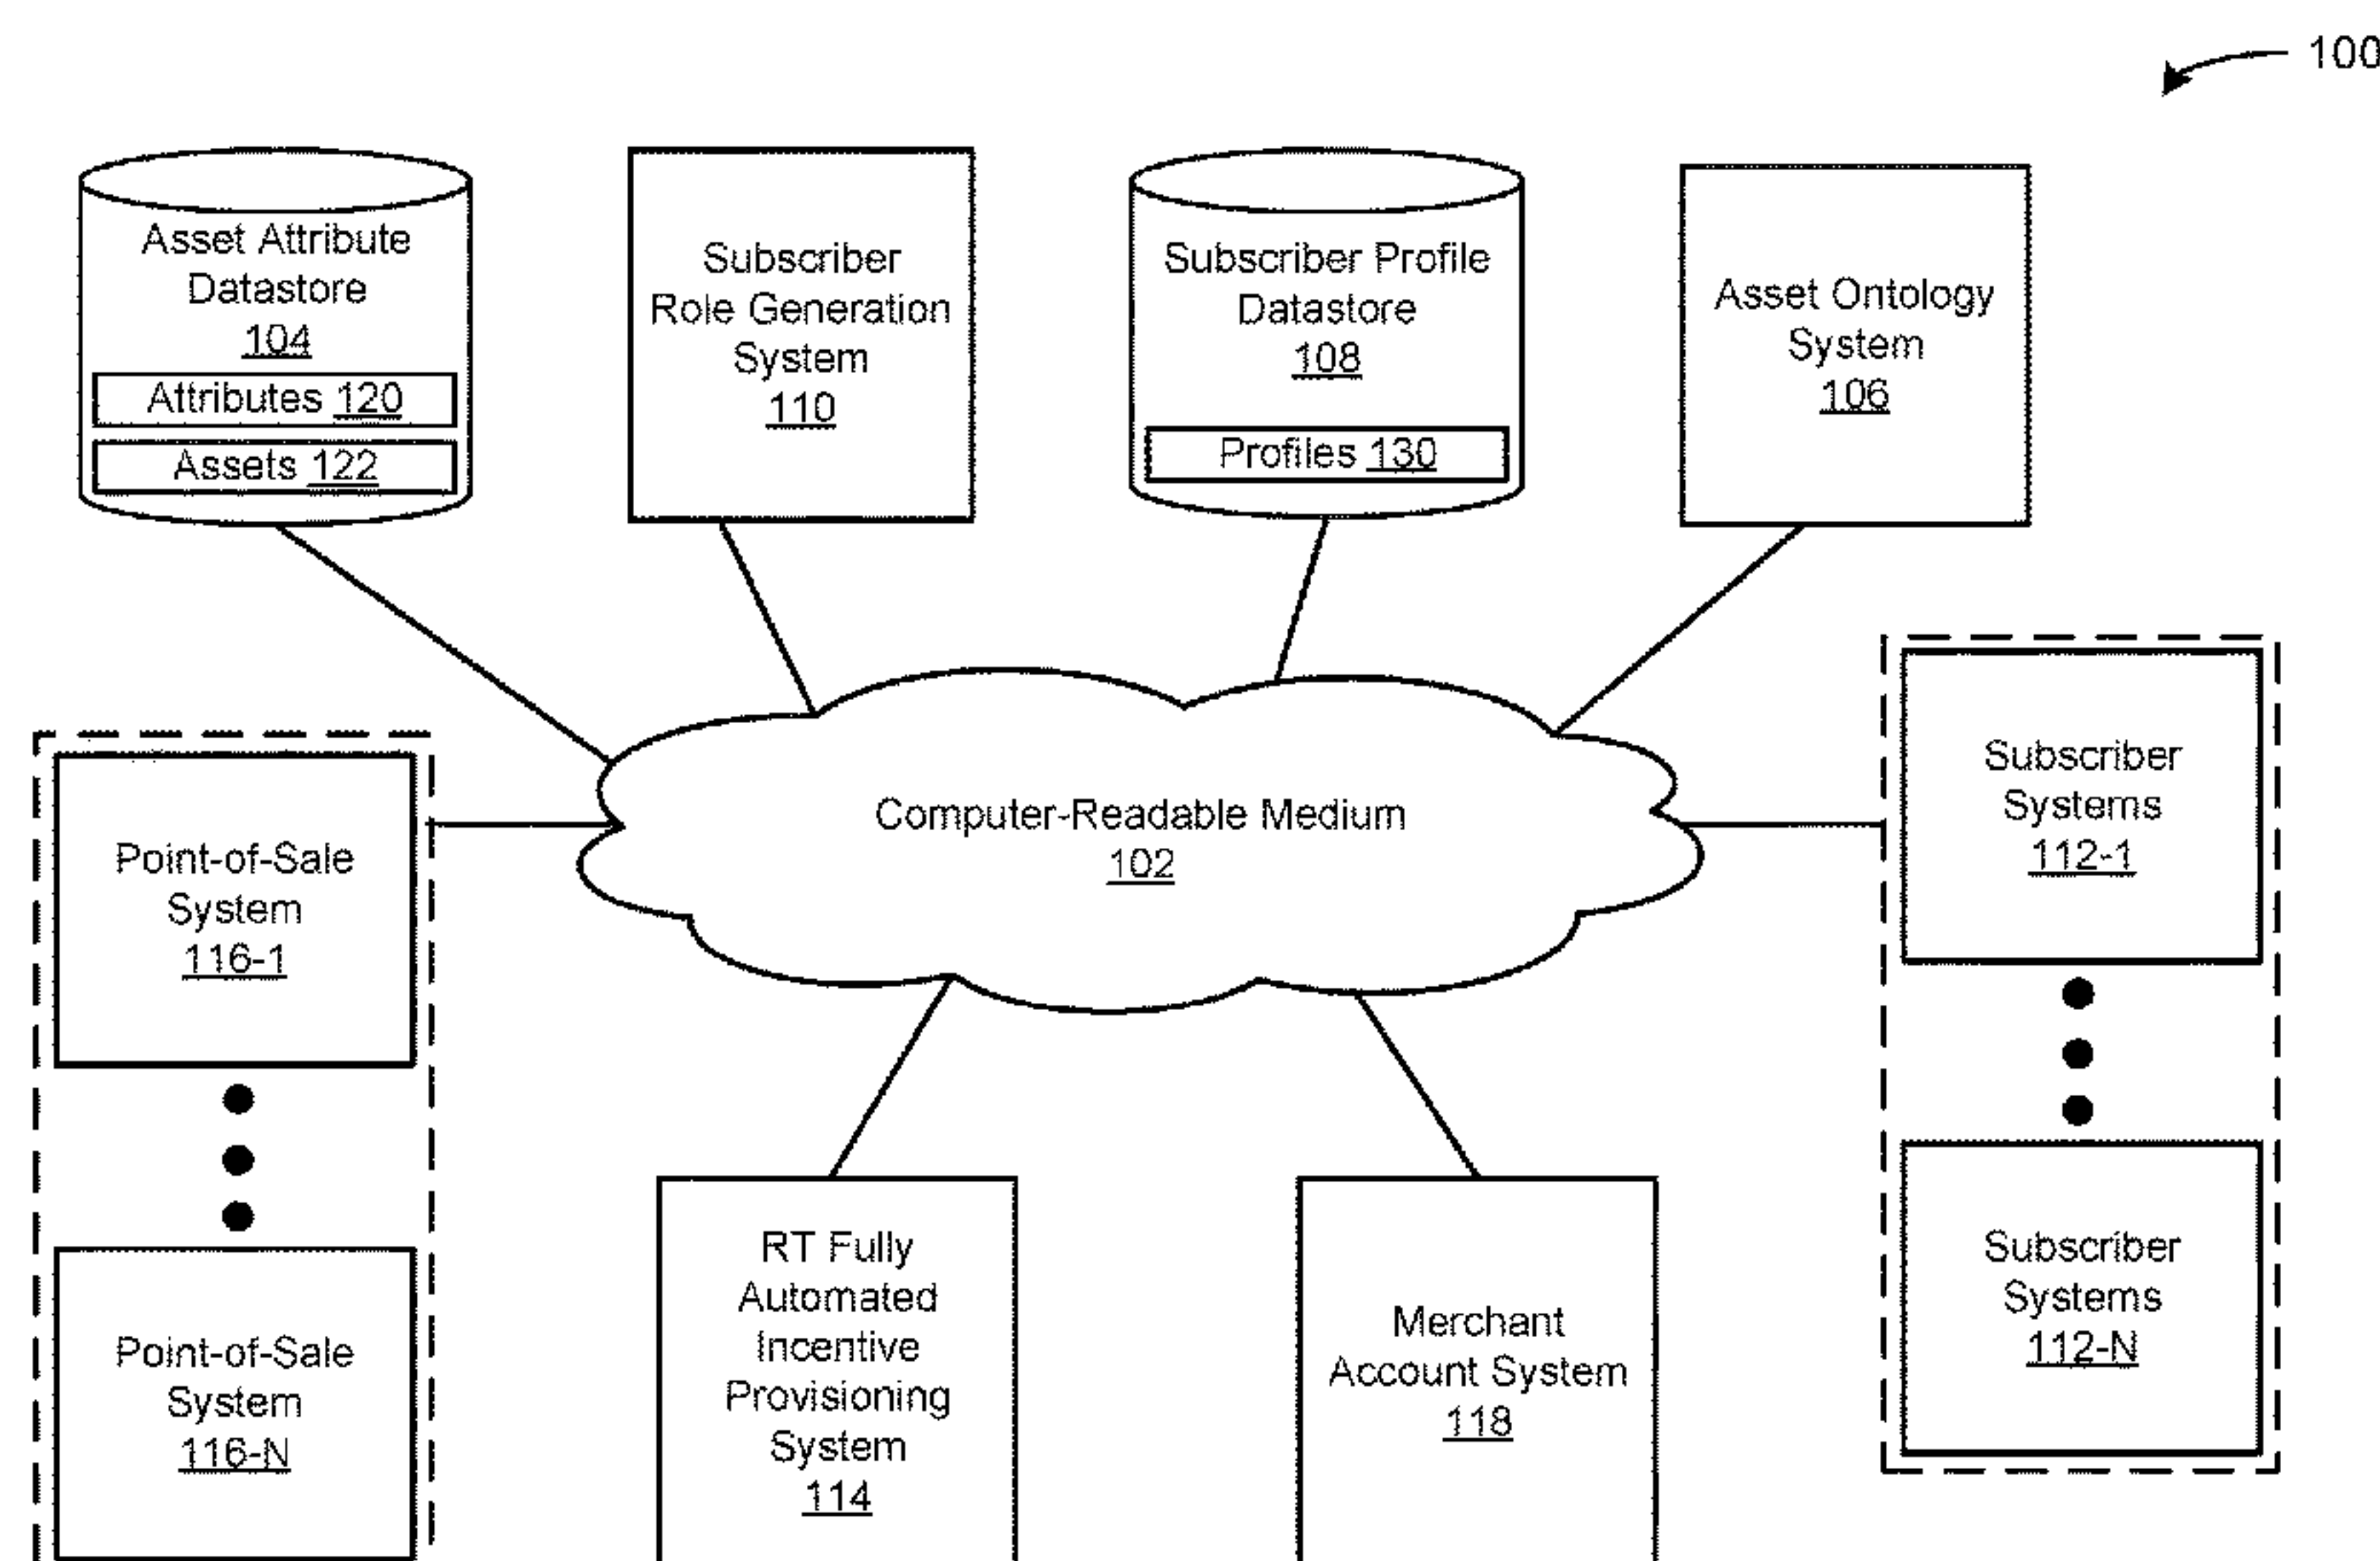 100
Asset Attribute
Datastore
104
Attributes 120
Assets 122
Subscriber
Role Generation
System
110
Subscriber Profile
Datastore
108
Profiles 130
Asset Ontology
System
106
Computer-Readable Medium
102
Point-of-Sale
System
116-1
Point-of-Sale
System
116-N
Subscriber
Systems
112-1
Subscriber
Systems
112-N
RT Fully
Automated
Incentive
Provisioning
System
114
Merchant
Account System
118